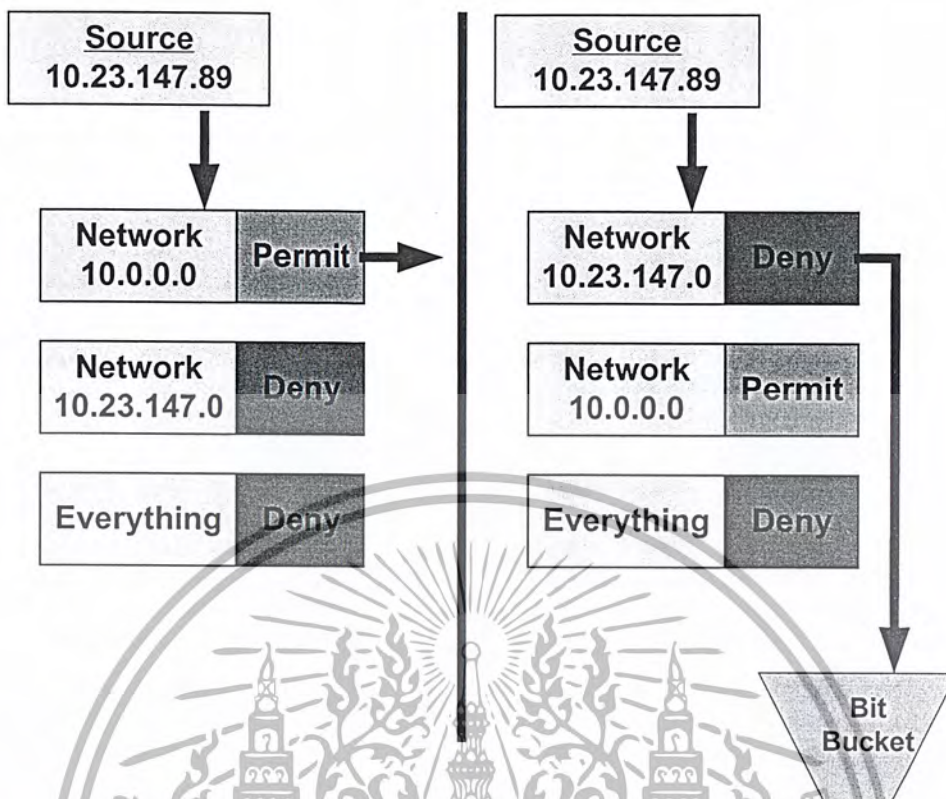 Source
10.23.147.89
Network
10.0.0.0
Permit
Network
10.23.147.0
Deny
Everything
Deny
Source
10.23.147.89
Network
10.23.147.0
Deny
Network
10.0.0.0
Permit
Everything
Deny
Bit
Bucket